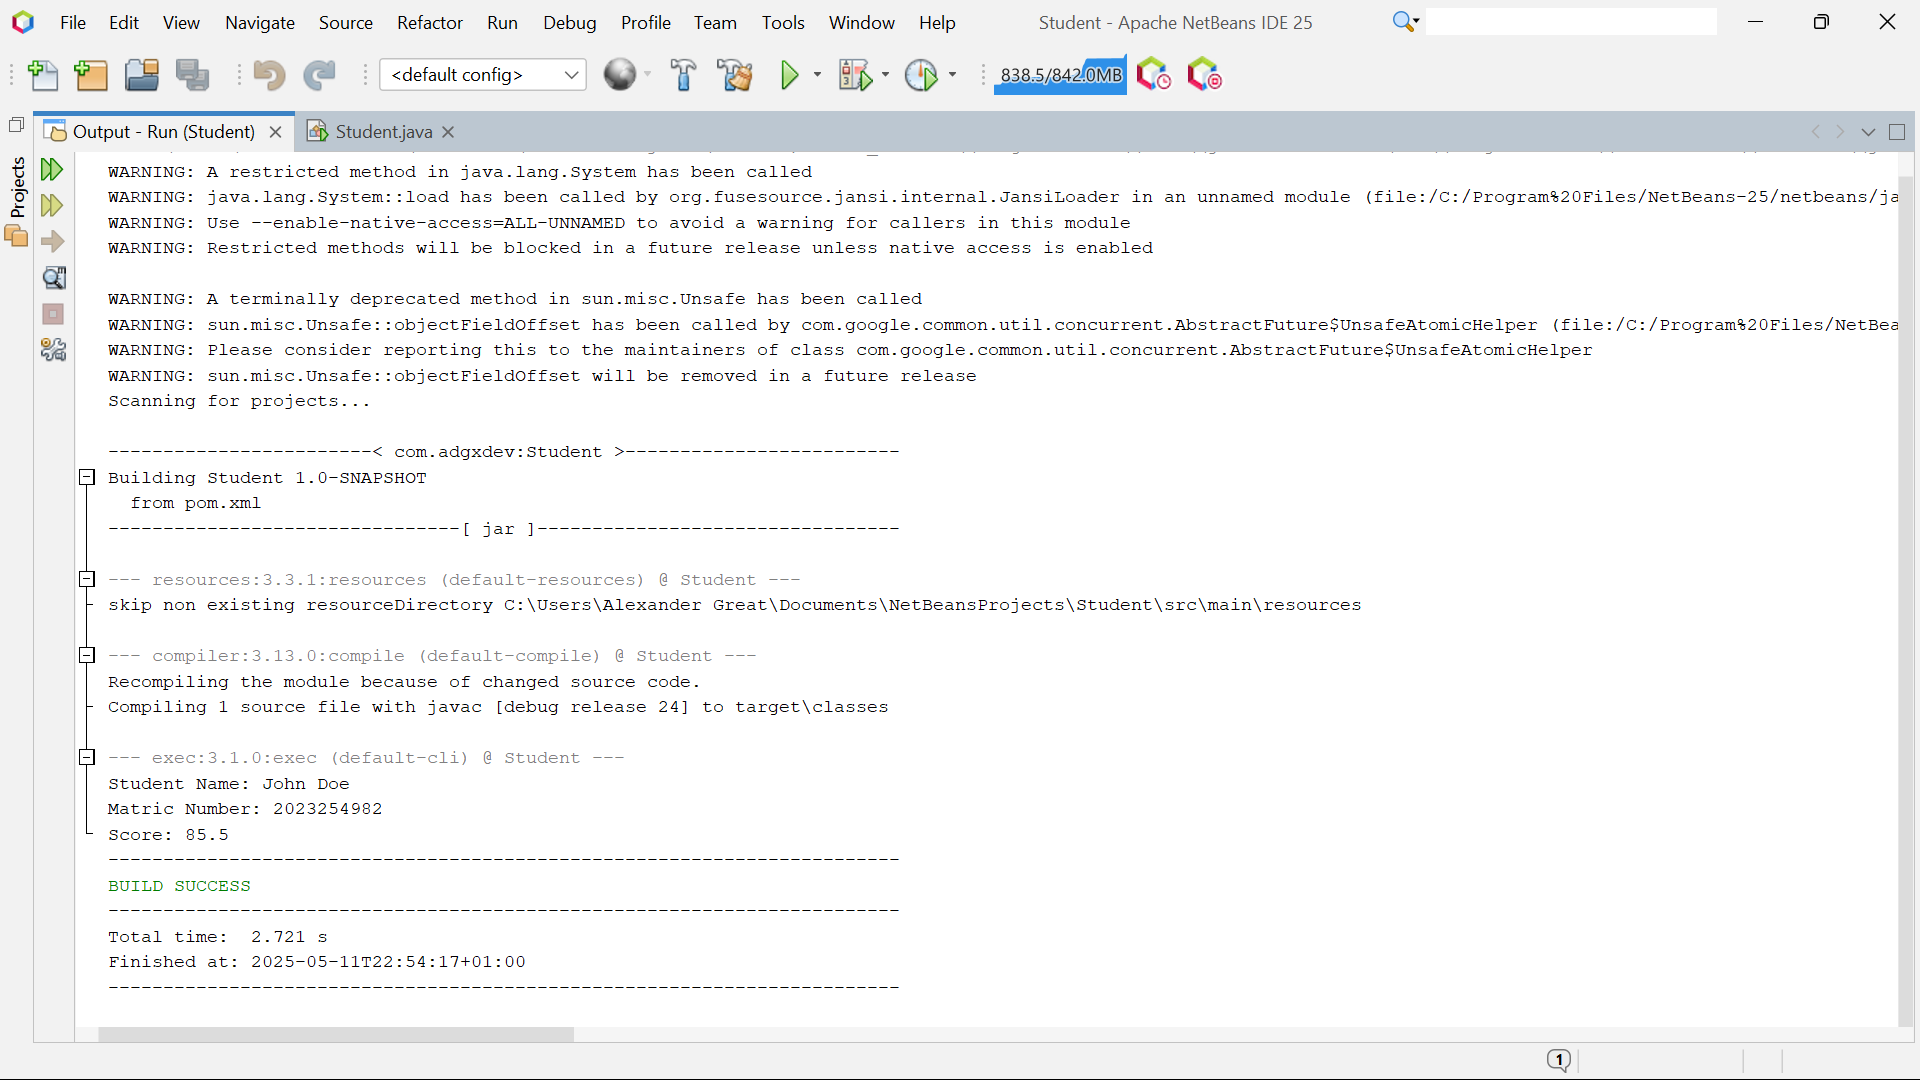 File Edit View Navigate Source Refactor Run Debug Profile Team Tools Window Help Student - Apache NetBeans IDE 25
<default config> 838.5/842.0MB
Output - Run (Student) Student.java
Projects
WARNING: A restricted method in java.lang.System has been called
WARNING: java.lang.System::load has been called by org.fusesource.jansi.internal.JansiLoader in an unnamed module (file:/C:/Program%20Files/NetBeans-25/netbeans/ja
WARNING: Use --enable-native-access=ALL-UNNAMED to avoid a warning for callers in this module
WARNING: Restricted methods will be blocked in a future release unless native access is enabled
WARNING: A terminally deprecated method in sun.misc.Unsafe has been called
WARNING: sun.misc.Unsafe::objectFieldOffset has been called by com.google.common.util.concurrent.AbstractFuture$UnsafeAtomicHelper (file:/C:/Program%20Files/NetBea
WARNING: Please consider reporting this to the maintainers of class com.google.common.util.concurrent.AbstractFuture$UnsafeAtomicHelper
WARNING: sun.misc.Unsafe::objectFieldOffset will be removed in a future release
Scanning for projects...
------------------------< com.adgxdev:Student >-------------------------
Building Student 1.0-SNAPSHOT
from pom.xml
--------------------------------[ jar ]---------------------------------
--- resources:3.3.1:resources (default-resources) @ Student ---
skip non existing resourceDirectory C:\Users\Alexander Great\Documents\NetBeansProjects\Student\src\main\resources
--- compiler:3.13.0:compile (default-compile) @ Student ---
Recompiling the module because of changed source code.
Compiling 1 source file with javac [debug release 24] to target\classes
--- exec:3.1.0:exec (default-cli) @ Student ---
Student Name: John Doe
Matric Number: 2023254982
Score: 85.5
------------------------------------------------------------------------
BUILD SUCCESS
------------------------------------------------------------------------
Total time:  2.721 s
Finished at: 2025-05-11T22:54:17+01:00
------------------------------------------------------------------------
1